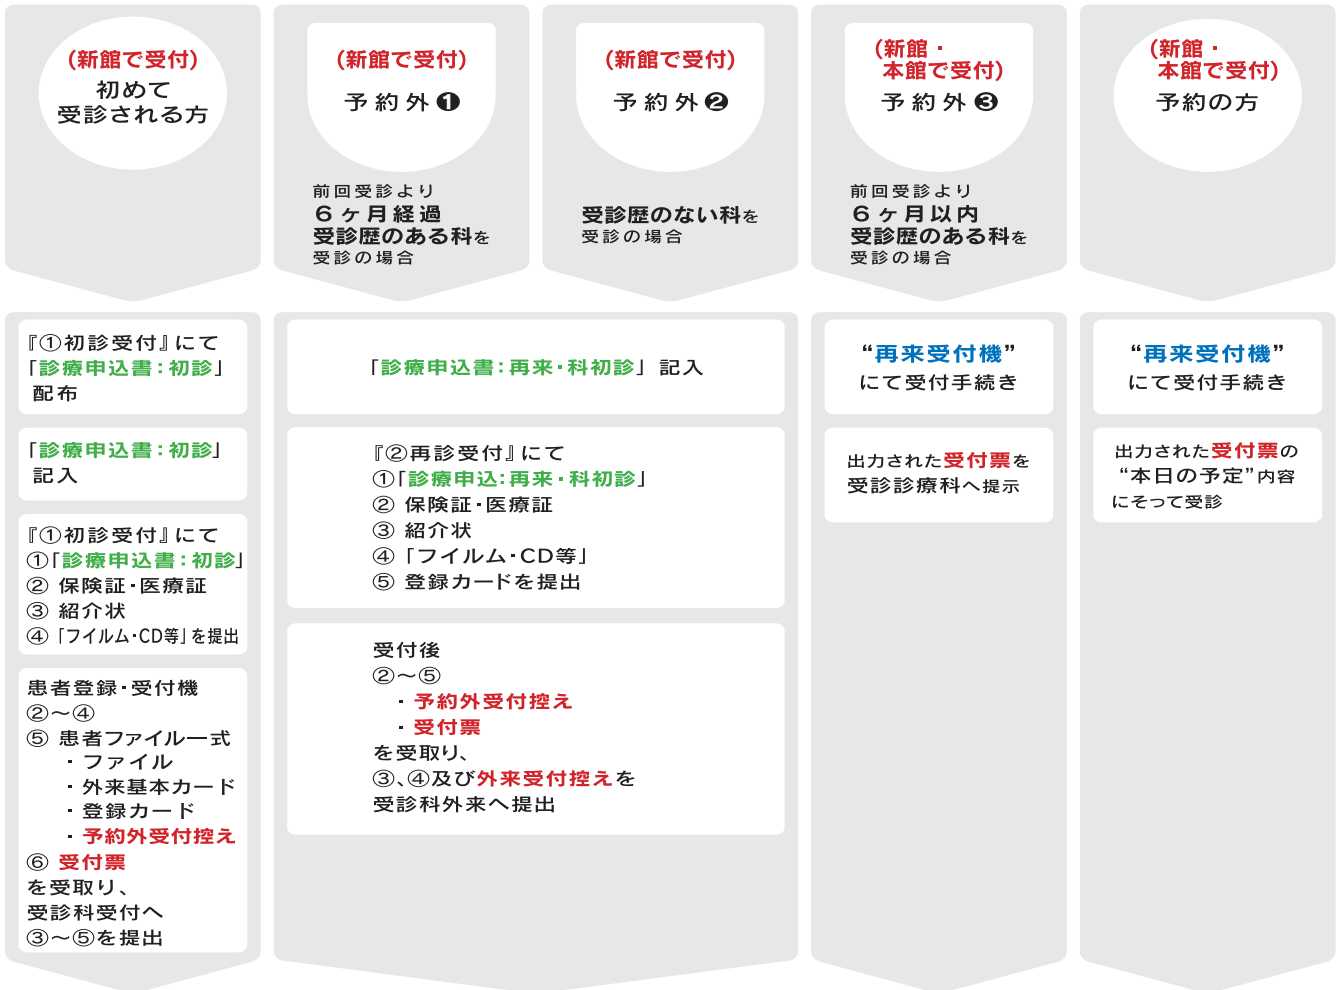 (新館で受付)
初めて
受診される方
(新館で受付)
予約外❶
前回受診より
6ヶ月経過
受診歴のある科を
受診の場合
(新館で受付)
予約外❷
受診歴のない科を
受診の場合
(新館・
本館で受付)
予約外❸
前回受診より
6ヶ月以内
受診歴のある科を
受診の場合
(新館・
本館で受付)
予約の方
『①初診受付』にて
「診療申込書：初診」
配布
「診療申込書：初診」
記入
『①初診受付』にて
①「診療申込書：初診」
② 保険証・医療証
③ 紹介状
④「フイルム・CD等」を提出
患者登録・受付機
②～④
⑤ 患者ファイル一式
・ファイル
・外来基本カード
・登録カード
・予約外受付控え
⑥ 受付票
を受取り、
受診科受付へ
③～⑤を提出
「診療申込書：再来・科初診」 記入
『②再診受付』にて
①「診療申込：再来・科初診」
② 保険証・医療証
③ 紹介状
④「フイルム・CD等」
⑤ 登録カードを提出
受付後
②～⑤
・予約外受付控え
・受付票
を受取り、
③、④及び外来受付控えを
受診科外来へ提出
“再来受付機”
にて受付手続き
出力された受付票を
受診診療科へ提示
“再来受付機”
にて受付手続き
出力された受付票の
“本日の予定”内容
にそって受診